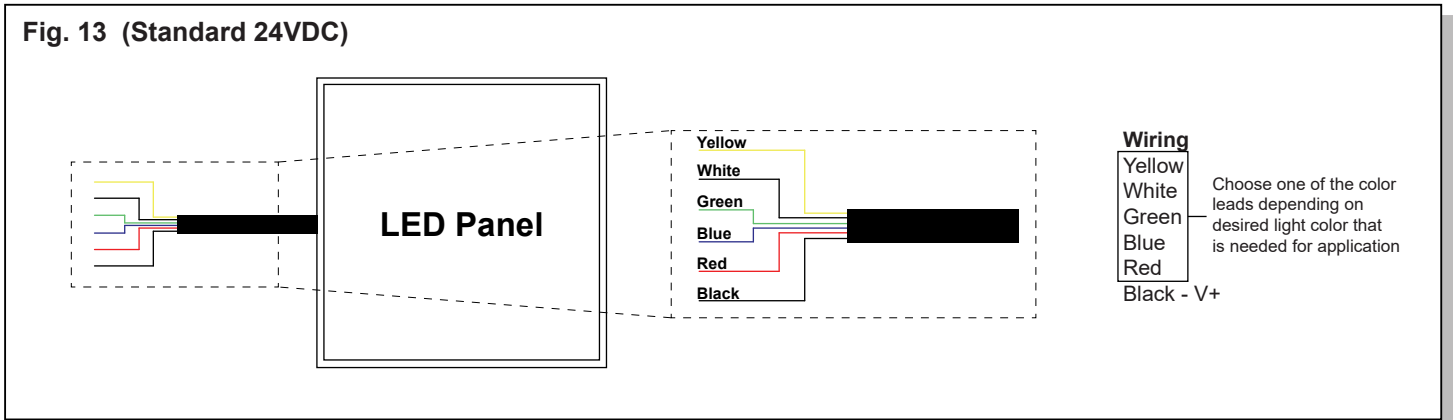 Fig. 13 (Standard 24VDC)
LED Panel
Yellow
White
Green
Blue
Red
Black
Wiring
Yellow
White
Green
Blue
Red
Black - V+
Choose one of the color
leads depending on
desired light color that
is needed for application